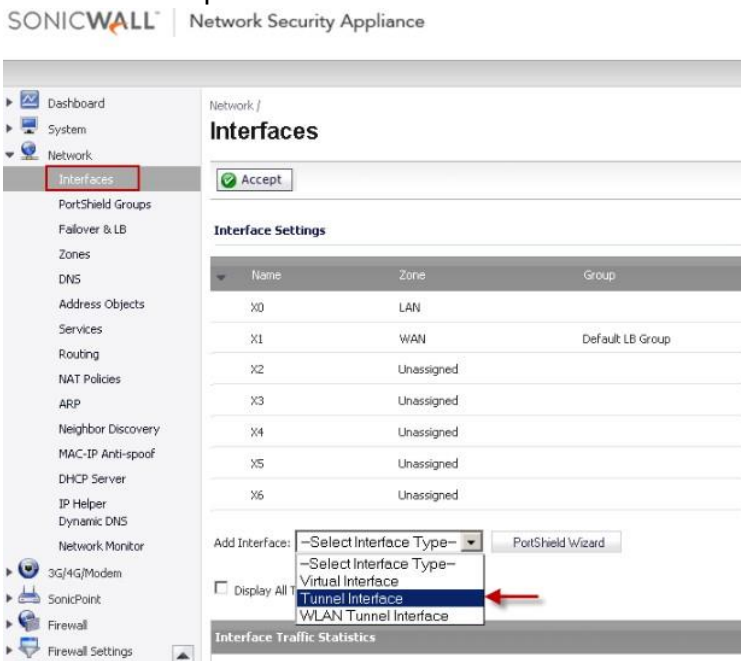 SONICWALL | Network Security Appliance
Dashboard
System
Network
Interfaces
PortShield Groups
Failover & LB
Zones
DNS
Address Objects
Services
Routing
NAT Policies
ARP
Neighbor Discovery
MAC-IP Anti-spoof
DHCP Server
IP Helper
Dynamic DNS
Network Monitor
3G/4G/Modem
SonicPoint
Firewall
Firewall Settings
Network /
Interfaces
Accept
Interface Settings
Name Zone Group
X0 LAN
X1 WAN Default LB Group
X2 Unassigned
X3 Unassigned
X4 Unassigned
X5 Unassigned
X6 Unassigned
Add Interface: --Select Interface Type-- PortShield Wizard
--Select Interface Type--
Virtual Interface
Display All T
Tunnel Interface
WLAN Tunnel Interface
Interface Traffic Statistics